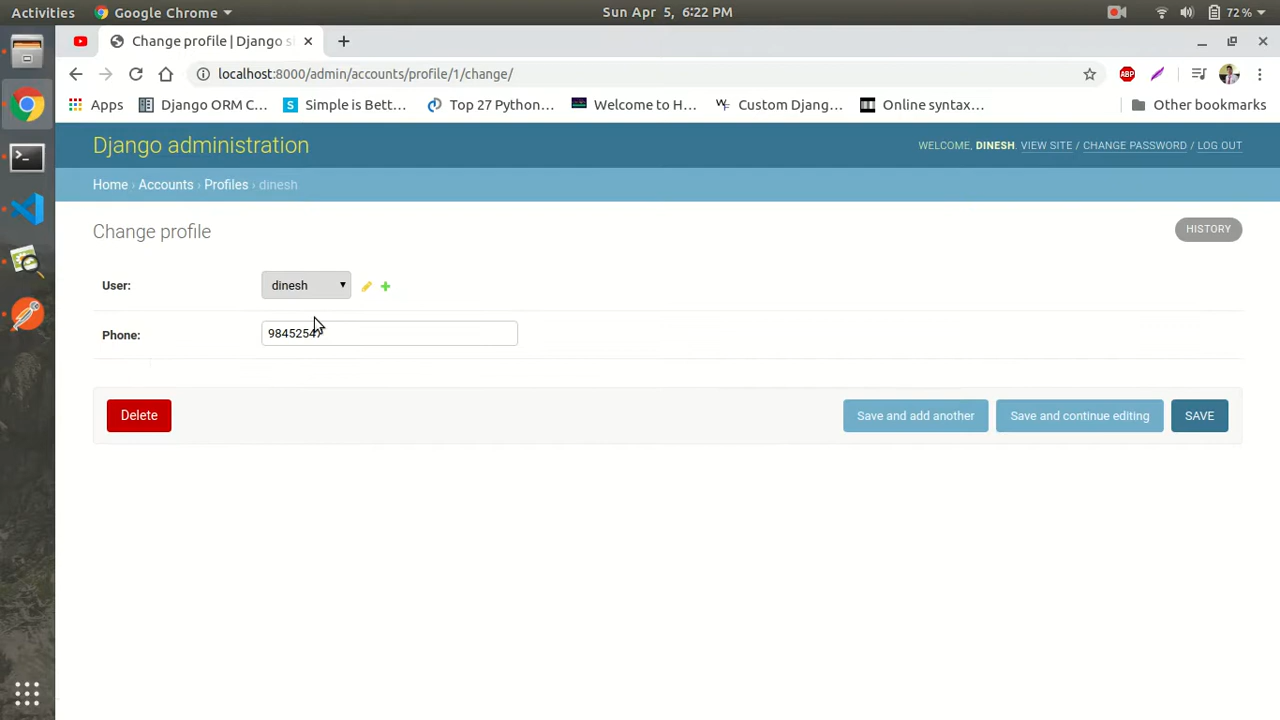 Activities Google Chrome Sun Apr 5, 6:22 PM 72 %
Change profile | Django s
localhost:8000/admin/accounts/profile/1/change/
Apps Django ORM C... Simple is Bett... Top 27 Python... Welcome to H... Custom Djang... Online syntax... Other bookmarks
Django administration WELCOME, DINESH. VIEW SITE / CHANGE PASSWORD / LOG OUT
Home › Accounts › Profiles › dinesh
Change profile HISTORY
User: dinesh
Phone:
Delete Save and add another Save and continue editing SAVE